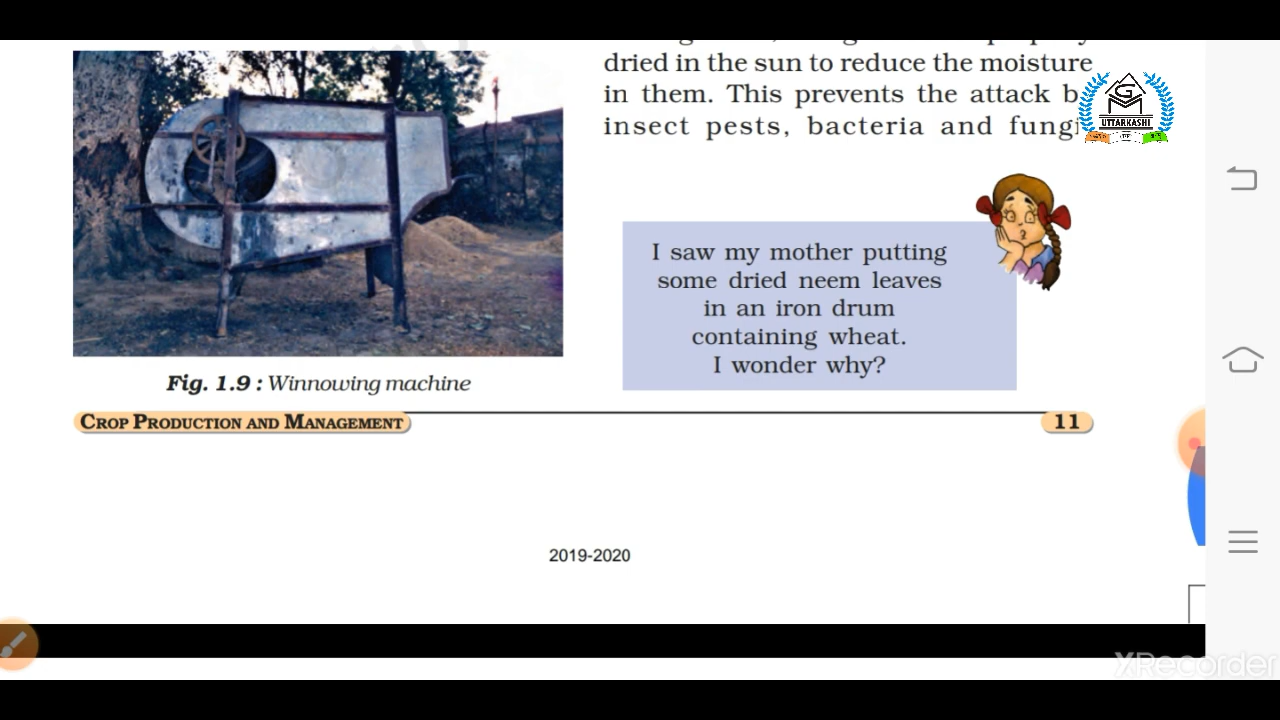 dried in the sun to reduce the moisture
in them. This prevents the attack
insect pests, bacteria and fungi
G
UTTARKASHI
I saw my mother putting
some dried neem leaves
in an iron drum
containing wheat.
I wonder why?
Fig. 1.9 : Winnowing machine
CROP PRODUCTION AND MANAGEMENT
11
2019-2020
XRecorder